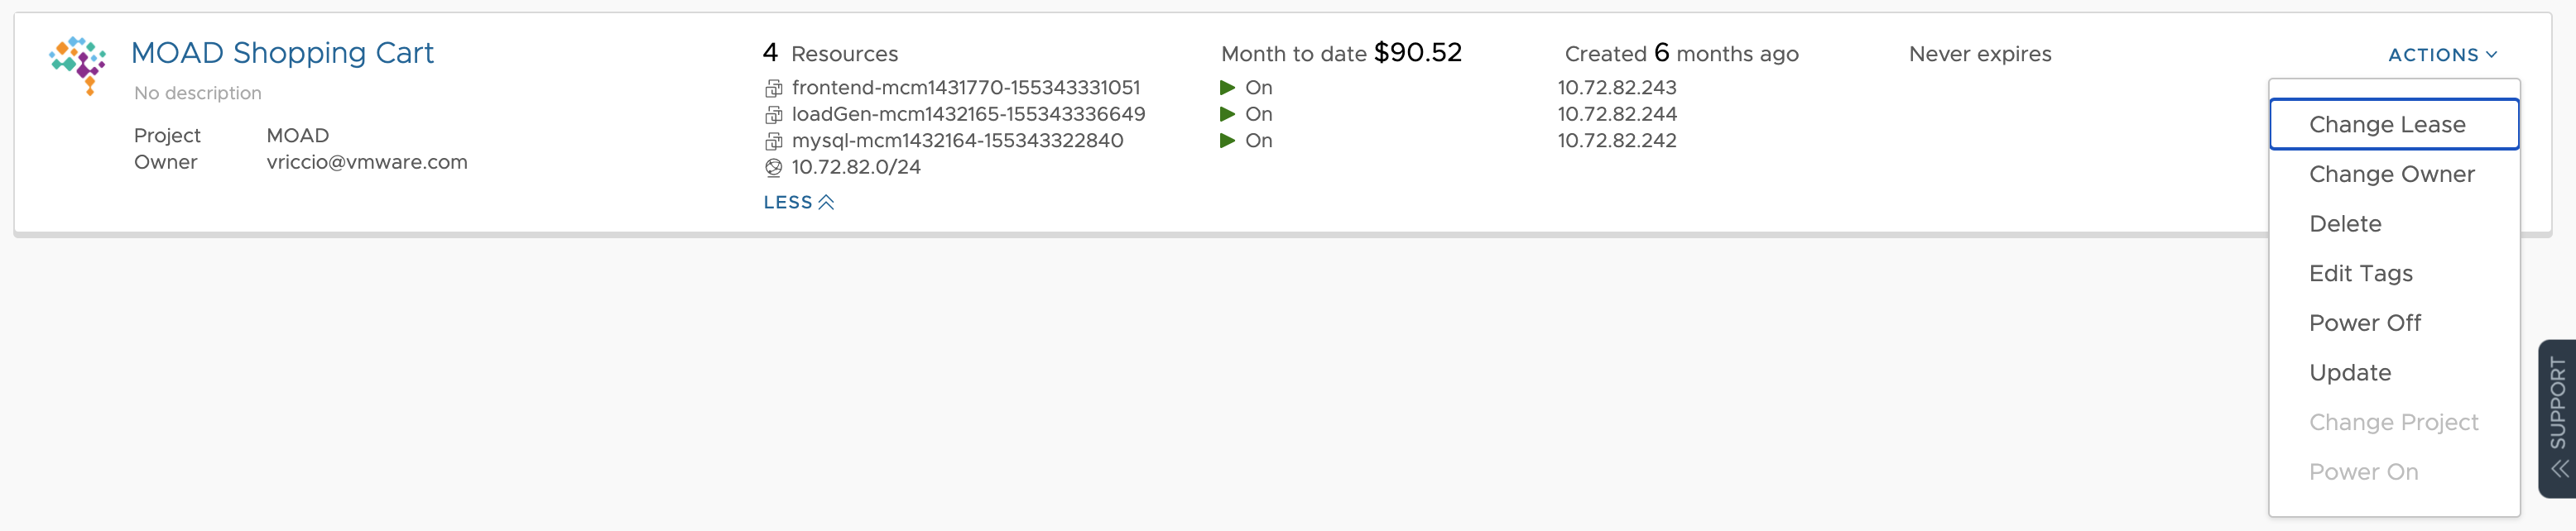 MOAD Shopping Cart
No description
Project MOAD
Owner vriccio@vmware.com
4 Resources
Month to date $90.52
Created 6 months ago
Never expires
frontend-mcm1431770-155343331051 On 10.72.82.243
loadGen-mcm1432165-155343336649 On 10.72.82.244
mysql-mcm1432164-155343322840 On 10.72.82.242
10.72.82.0/24
LESS
ACTIONS
Change Lease
Change Owner
Delete
Edit Tags
Power Off
Update
Change Project
Power On
SUPPORT